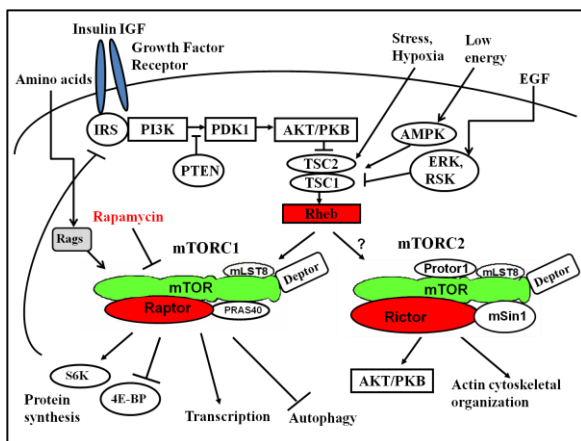 Insulin IGF
Growth Factor
Receptor
Stress,
Hypoxia
Low
energy
EGF
Amino acids
IRS
PI3K
PDK1
AKT/PKB
AMPK
PTEN
TSC2
TSC1
ERK,
RSK
Rheb
Rapamycin
Rags
mTORC1
?
mTORC2
mLST8
Deptor
mTOR
Raptor
PRAS40
Protor1
mLST8
Deptor
mTOR
Rictor
mSin1
S6K
Protein
synthesis
4E-BP
Transcription
Autophagy
AKT/PKB
Actin cytoskeletal
organization